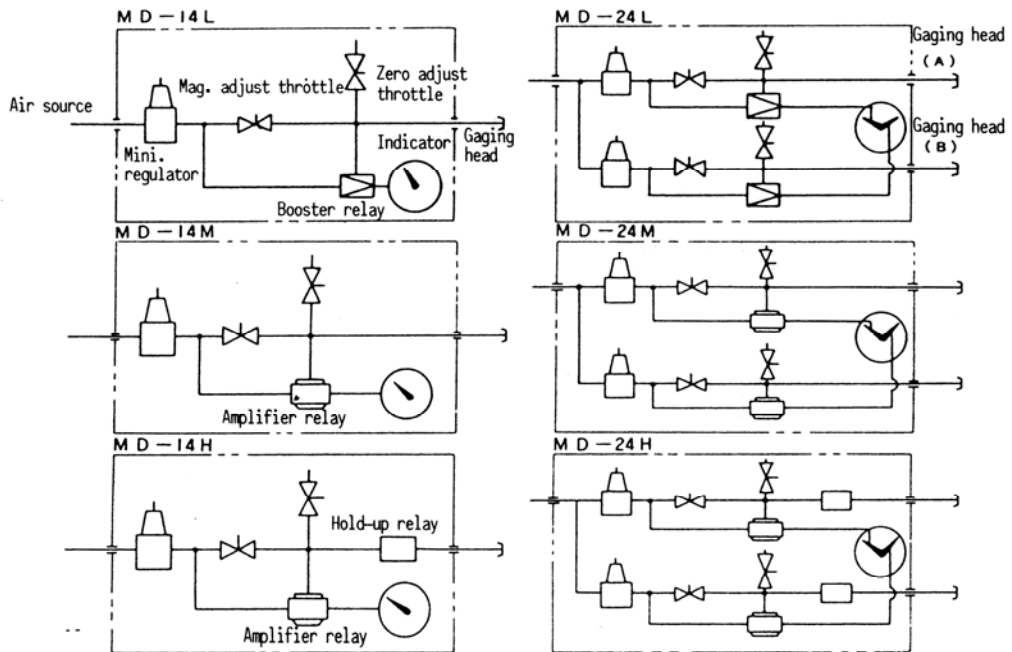 MD-14L
Air source
Mini.
regulator
Mag. adjust throttle
Zero adjust
throttle
Indicator
Gaging
head
Booster relay
MD-24L
Gaging head
(A)
Gaging head
(B)
MD-14M
Amplifier relay
MD-24M
MD-14H
Hold-up relay
Amplifier relay
MD-24H